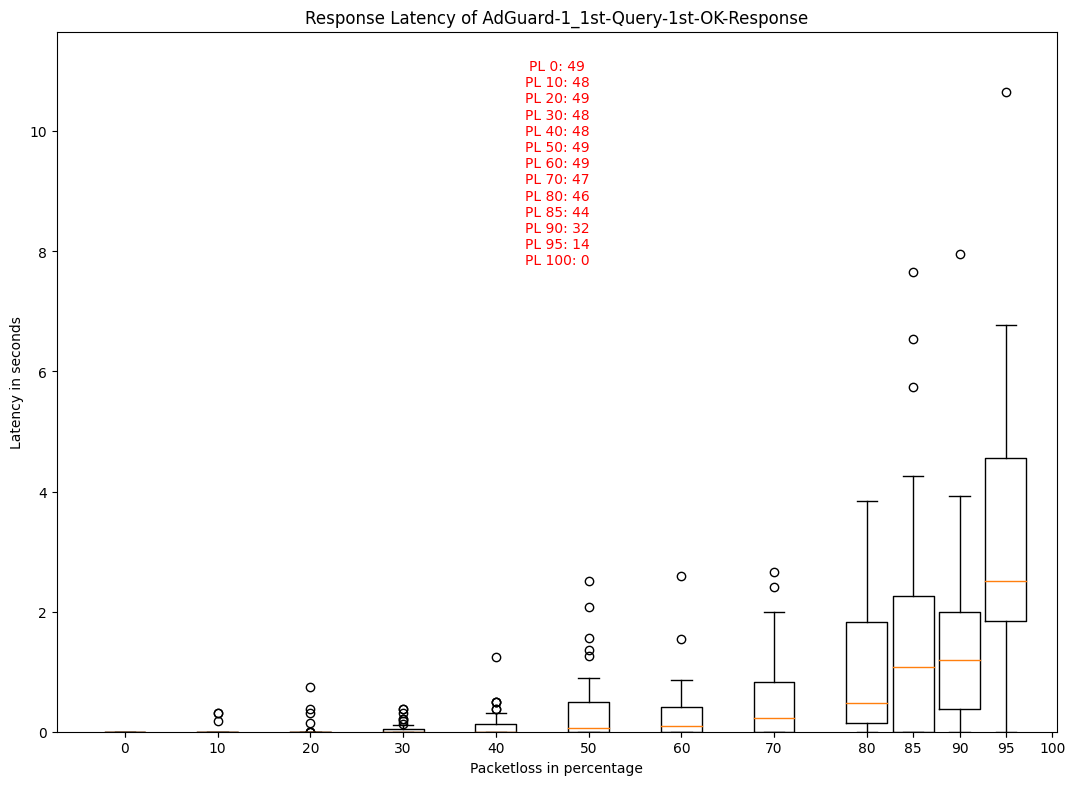 Response Latency of AdGuard-1_1st-Query-1st-OK-Response
PL 0: 49
PL 10: 48
PL 20: 49
PL 30: 48
PL 40: 48
PL 50: 49
PL 60: 49
PL 70: 47
PL 80: 46
PL 85: 44
PL 90: 32
PL 95: 14
PL 100: 0
Latency in seconds
10
8
6
4
2
0
0 10 20 30 40 50 60 70 80 85 90 95 100
Packetloss in percentage